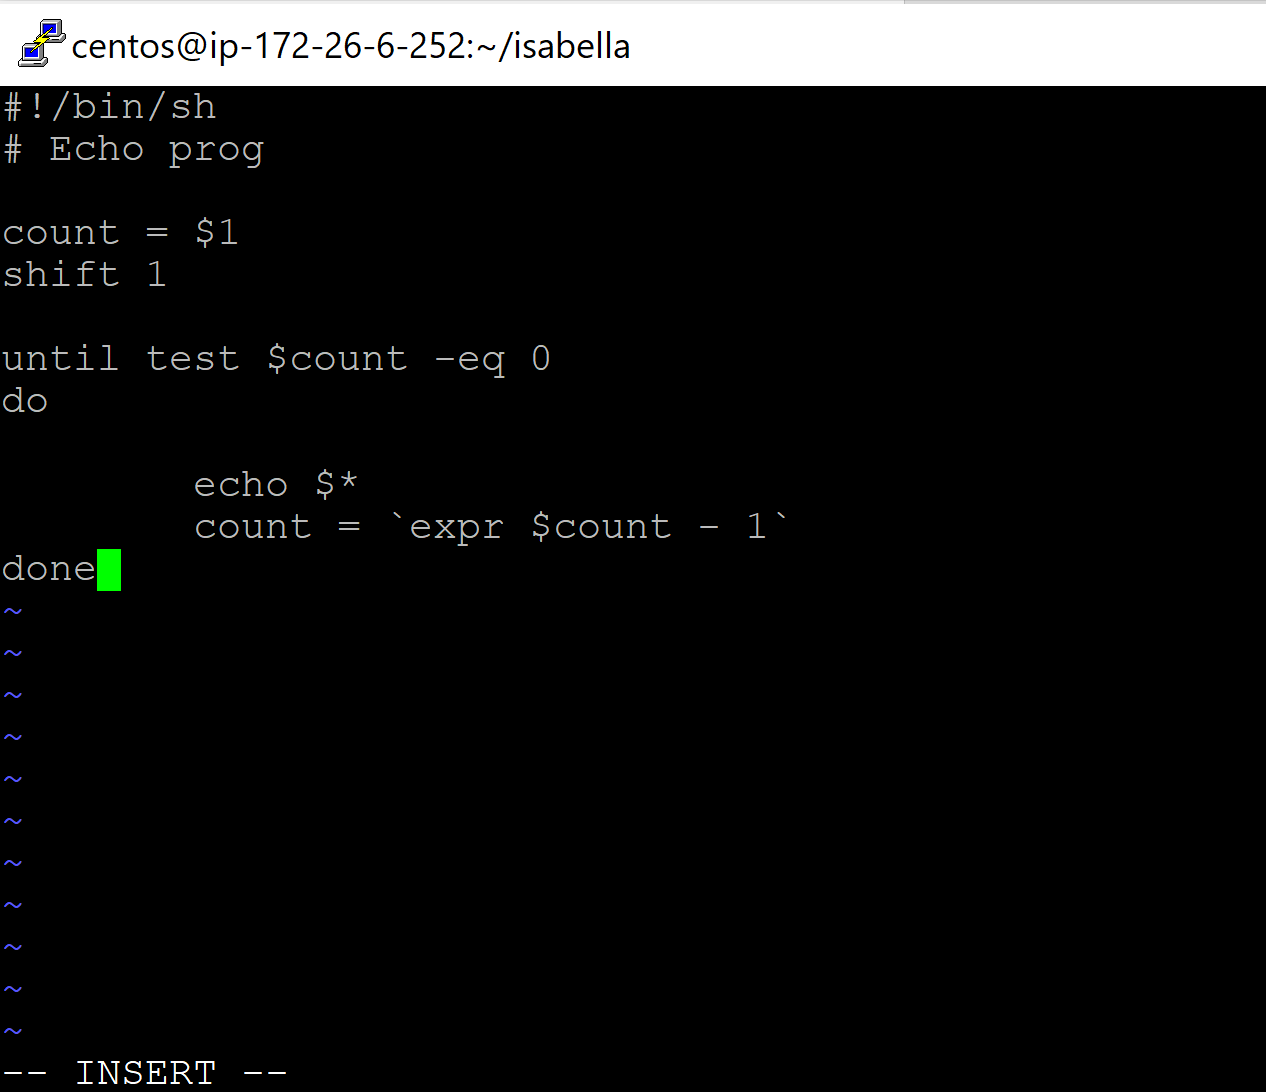 centos@ip-172-26-6-252:~/isabella
#!/bin/sh
# Echo prog
count = $1
shift 1
until test $count -eq 0
do
echo $*
count = `expr $count - 1`
done
~
~
~
~
~
~
~
~
~
~
~
-- INSERT --